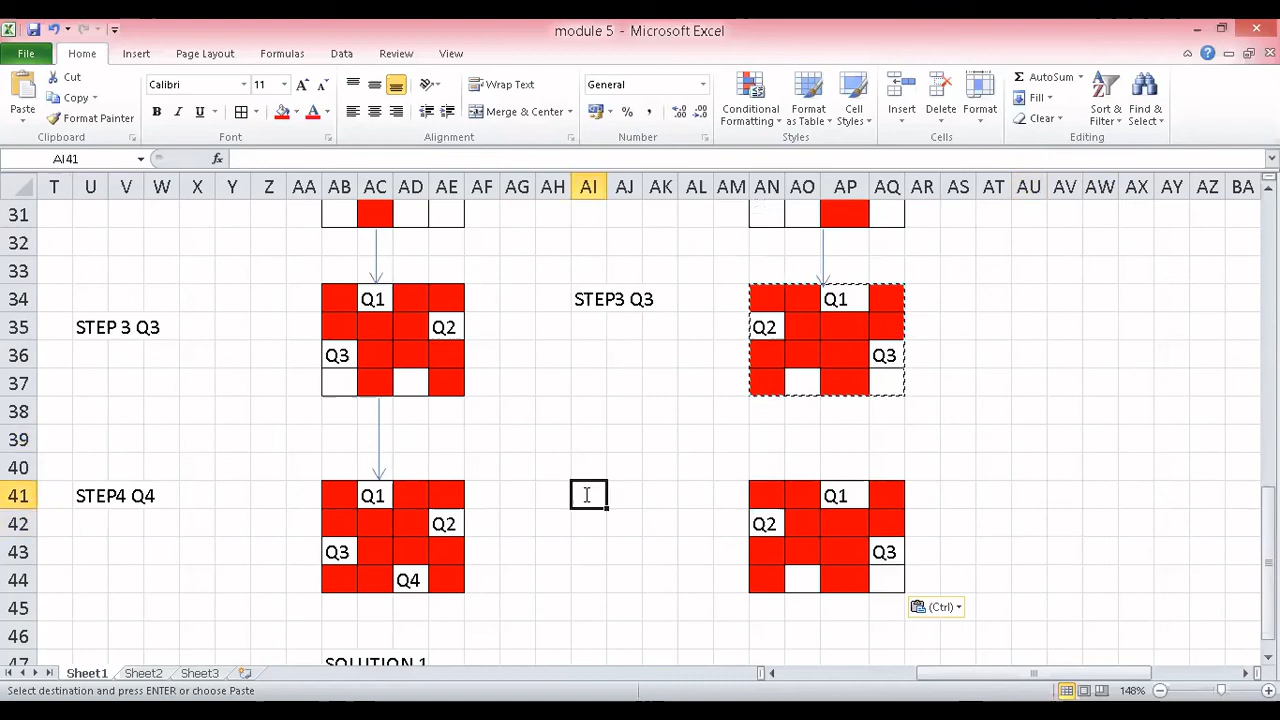 module 5 - Microsoft Excel
File Home Insert Page Layout Formulas Data Review View
Paste Cut Copy Format Painter Clipboard
Calibri 11 A A B I U A Font
Wrap Text Merge & Center Alignment
General % , Number
Conditional Formatting Format as Table Cell Styles Styles
Insert Delete Format Cells
Σ AutoSum Fill Clear Sort & Filter Find & Select Editing
AI41 fx
T U V W X Y Z AA AB AC AD AE AF AG AH AI AJ AK AL AM AN AO AP AQ AR AS AT AU AV AW AX AY AZ BA
31
32
33
34 Q1 STEP3 Q3 Q1
35 STEP 3 Q3 Q2 Q2
36 Q3 Q3
37
38
39
40
41 STEP4 Q4 Q1 Q1
42 Q2 Q2
43 Q3 Q3
44 Q4
45 (Ctrl)
46
47 SOLUTION 1
Sheet1 Sheet2 Sheet3
Select destination and press ENTER or choose Paste 148%